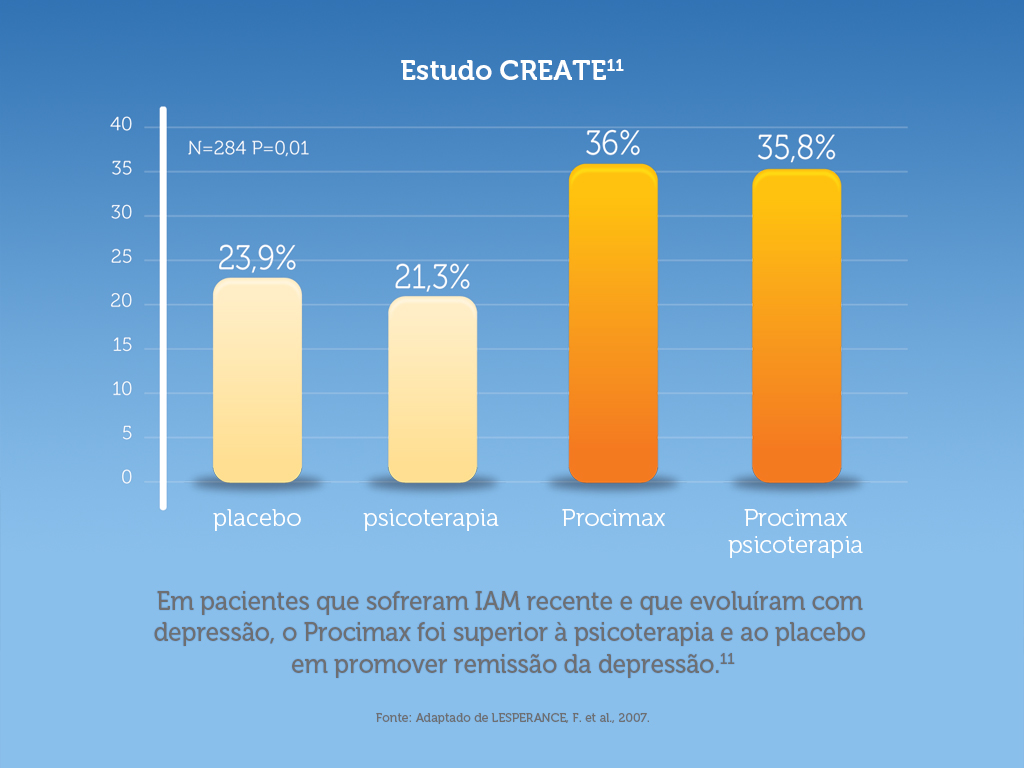 Estudo CREATE¹¹
40
35
30
25
20
15
10
5
0
N=284 P=0,01
23,9%
21,3%
36%
35,8%
placebo
psicoterapia
Procimax
Procimax
psicoterapia
Em pacientes que sofreram IAM recente e que evoluíram com
depressão, o Procimax foi superior à psicoterapia e ao placebo
em promover remissão da depressão.¹¹
Fonte: Adaptado de LESPERANCE, F. et al., 2007.